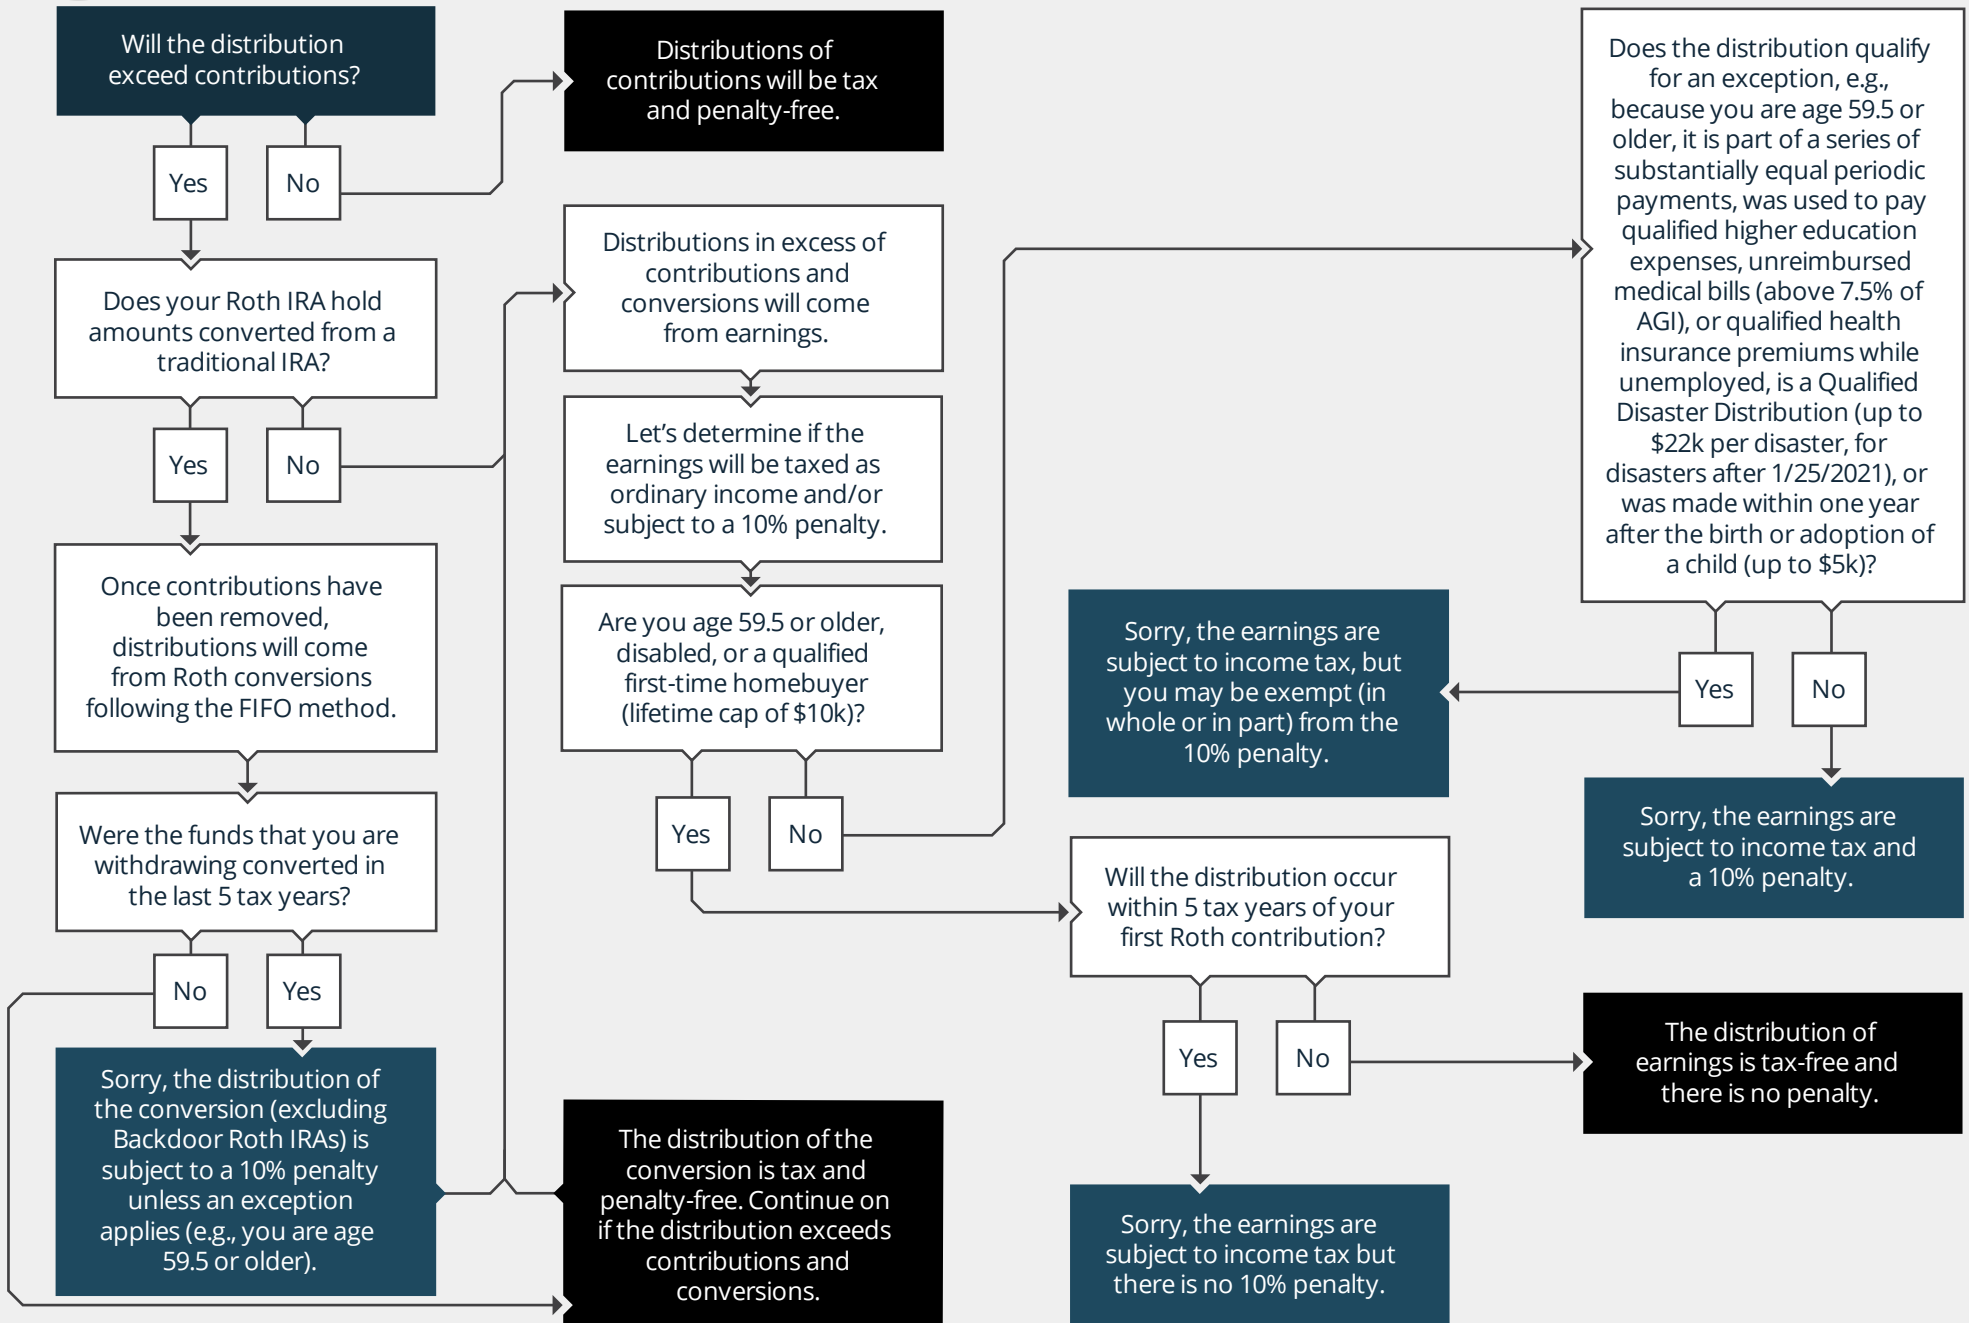 Will the distribution
exceed contributions?
Yes
No
Distributions of
contributions will be tax
and penalty-free.
Does your Roth IRA hold
amounts converted from a
traditional IRA?
Yes
No
Once contributions have
been removed,
distributions will come
from Roth conversions
following the FIFO method.
Were the funds that you are
withdrawing converted in
the last 5 tax years?
No
Yes
Sorry, the distribution of
the conversion (excluding
Backdoor Roth IRAs) is
subject to a 10% penalty
unless an exception
applies (e.g., you are age
59.5 or older).
The distribution of the
conversion is tax and
penalty-free. Continue on
if the distribution exceeds
contributions and
conversions.
Distributions in excess of
contributions and
conversions will come
from earnings.
Let’s determine if the
earnings will be taxed as
ordinary income and/or
subject to a 10% penalty.
Are you age 59.5 or older,
disabled, or a qualified
first-time homebuyer
(lifetime cap of $10k)?
Yes
No
Does the distribution qualify
for an exception, e.g.,
because you are age 59.5 or
older, it is part of a series of
substantially equal periodic
payments, was used to pay
qualified higher education
expenses, unreimbursed
medical bills (above 7.5% of
AGI), or qualified health
insurance premiums while
unemployed, is a Qualified
Disaster Distribution (up to
$22k per disaster, for
disasters after 1/25/2021), or
was made within one year
after the birth or adoption of
a child (up to $5k)?
Yes
No
Sorry, the earnings are
subject to income tax, but
you may be exempt (in
whole or in part) from the
10% penalty.
Sorry, the earnings are
subject to income tax and
a 10% penalty.
Will the distribution occur
within 5 tax years of your
first Roth contribution?
Yes
No
The distribution of
earnings is tax-free and
there is no penalty.
Sorry, the earnings are
subject to income tax but
there is no 10% penalty.